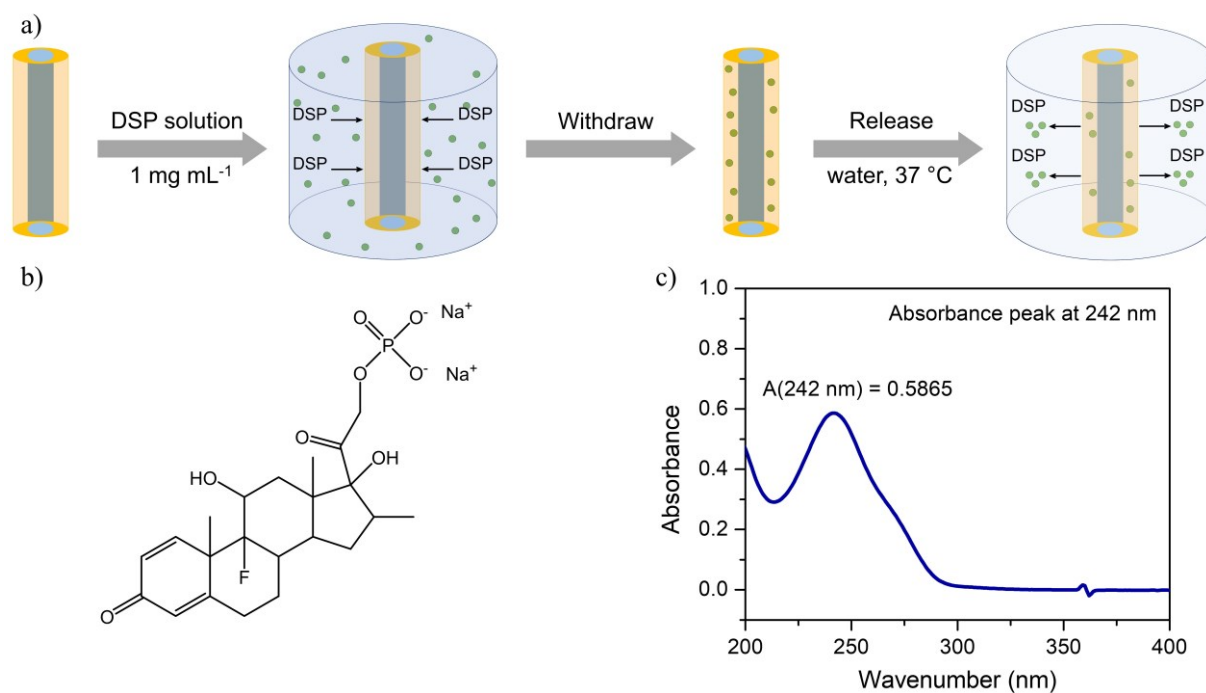 a)
DSP solution
1 mg mL⁻¹
DSP DSP
DSP DSP
Withdraw
Release
water, 37 °C
DSP DSP
DSP DSP
b)
O O⁻ Na⁺
P
O⁻ Na⁺
O
O
OH
HO
F
O
c)
Absorbance peak at 242 nm
A(242 nm) = 0.5865
1.0
0.8
0.6
0.4
0.2
0.0
Absorbance
200 250 300 350 400
Wavenumber (nm)